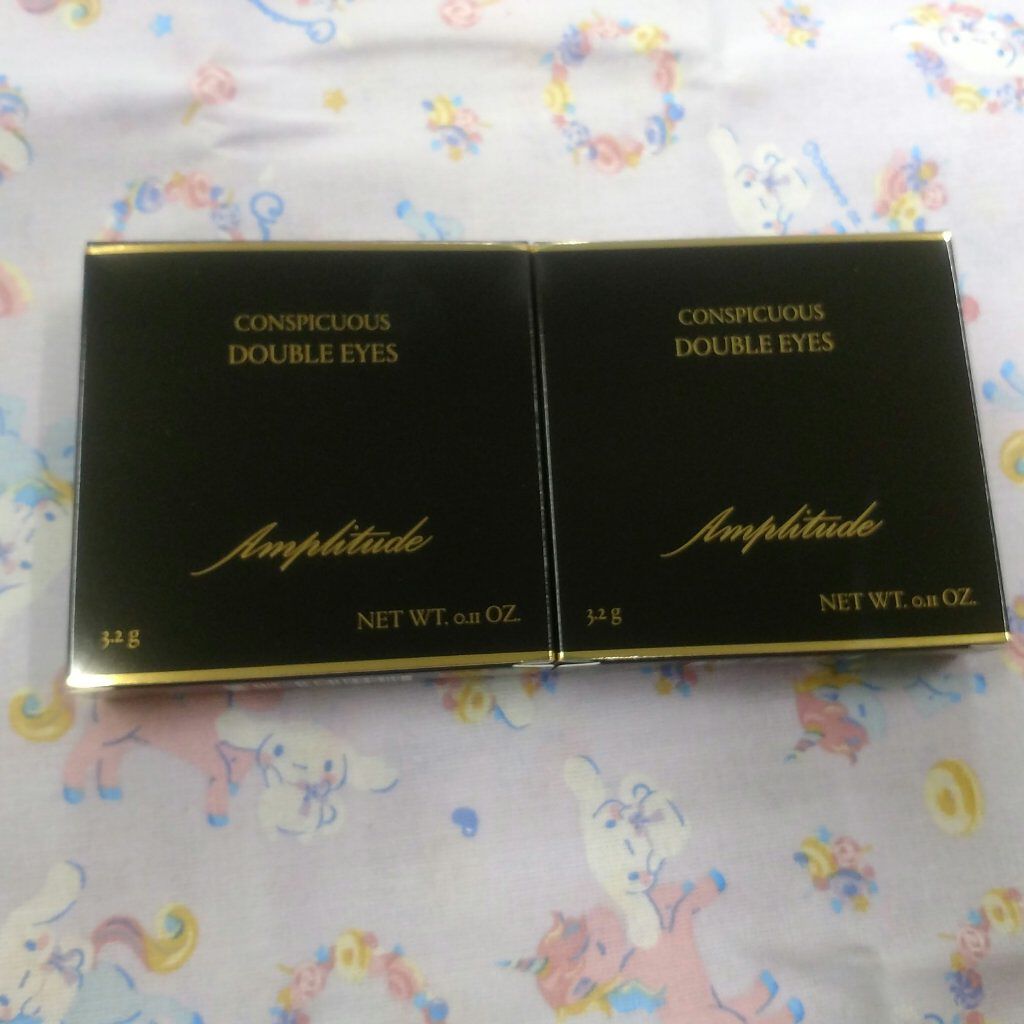 CONSPICUOUS
DOUBLE EYES
Amplitude
3.2 g
NET WT. 0.11 OZ.
CONSPICUOUS
DOUBLE EYES
Amplitude
3.2 g
NET WT. 0.11 OZ.